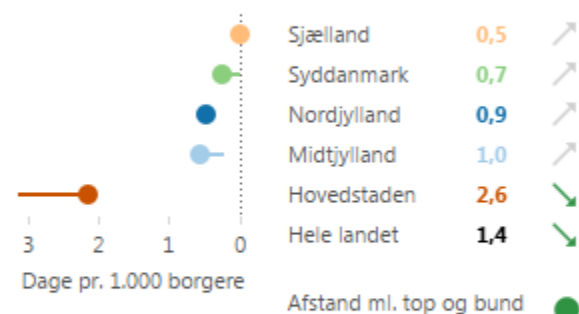 Sjælland 0,5
Syddanmark 0,7
Nordjylland 0,9
Midtjylland 1,0
Hovedstaden 2,6
Hele landet 1,4
3 2 1 0
Dage pr. 1.000 borgere
Afstand ml. top og bund